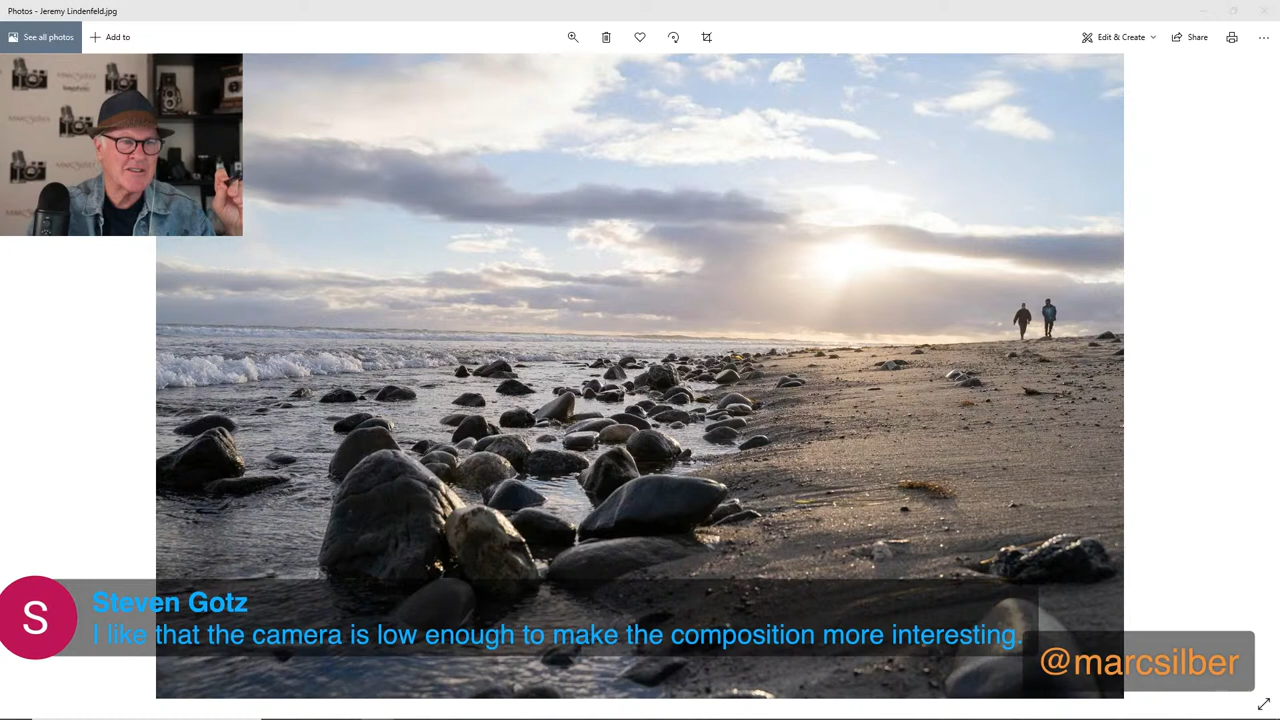 Photos - Jeremy Lindenfeld.jpg
See all photos
Add to
Edit & Create
Share
Steven Gotz
I like that the camera is low enough to make the composition more interesting.
S
@marcsilber